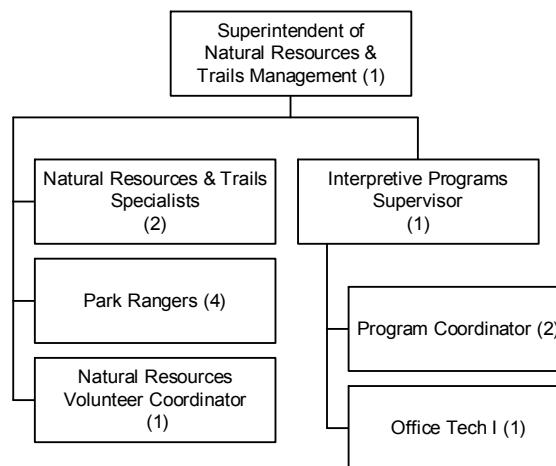 Superintendent of
Natural Resources &
Trails Management (1)
Natural Resources & Trails
Specialists
(2)
Park Rangers (4)
Natural Resources
Volunteer Coordinator
(1)
Interpretive Programs
Supervisor
(1)
Program Coordinator (2)
Office Tech I (1)